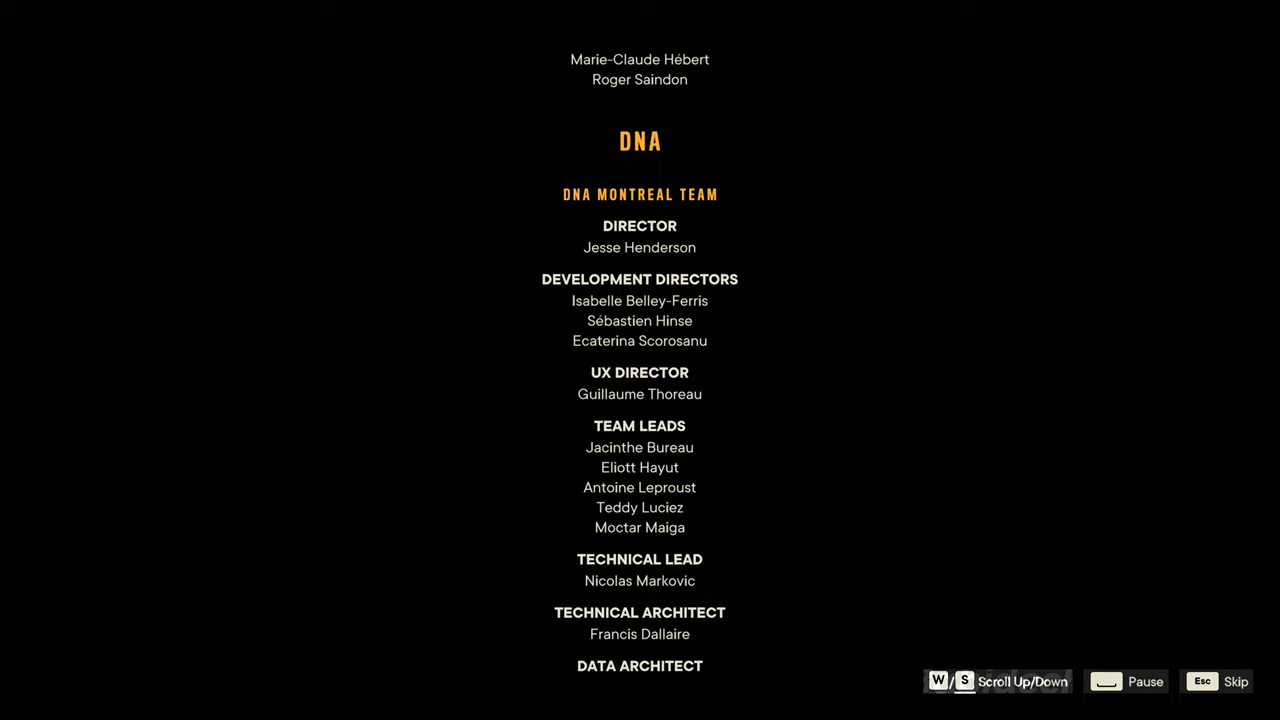 Marie-Claude Hébert
Roger Saindon
DNA
DNA MONTREAL TEAM
DIRECTOR
Jesse Henderson
DEVELOPMENT DIRECTORS
Isabelle Belley-Ferris
Sébastien Hinse
Ecaterina Scorosanu
UX DIRECTOR
Guillaume Thoreau
TEAM LEADS
Jacinthe Bureau
Eliott Hayut
Antoine Leproust
Teddy Luciez
Moctar Maiga
TECHNICAL LEAD
Nicolas Markovic
TECHNICAL ARCHITECT
Francis Dallaire
DATA ARCHITECT
W/S Scroll Up/Down Pause Esc Skip